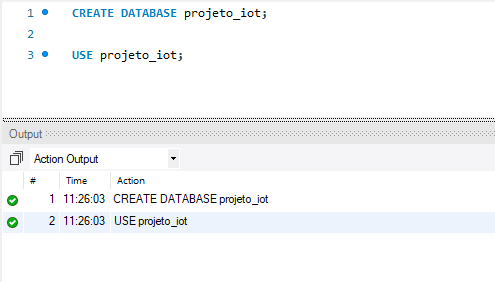 1 CREATE DATABASE projeto_iot;
2
3 USE projeto_iot;
Output
Action Output
# Time Action
1 11:26:03 CREATE DATABASE projeto_iot
2 11:26:03 USE projeto_iot